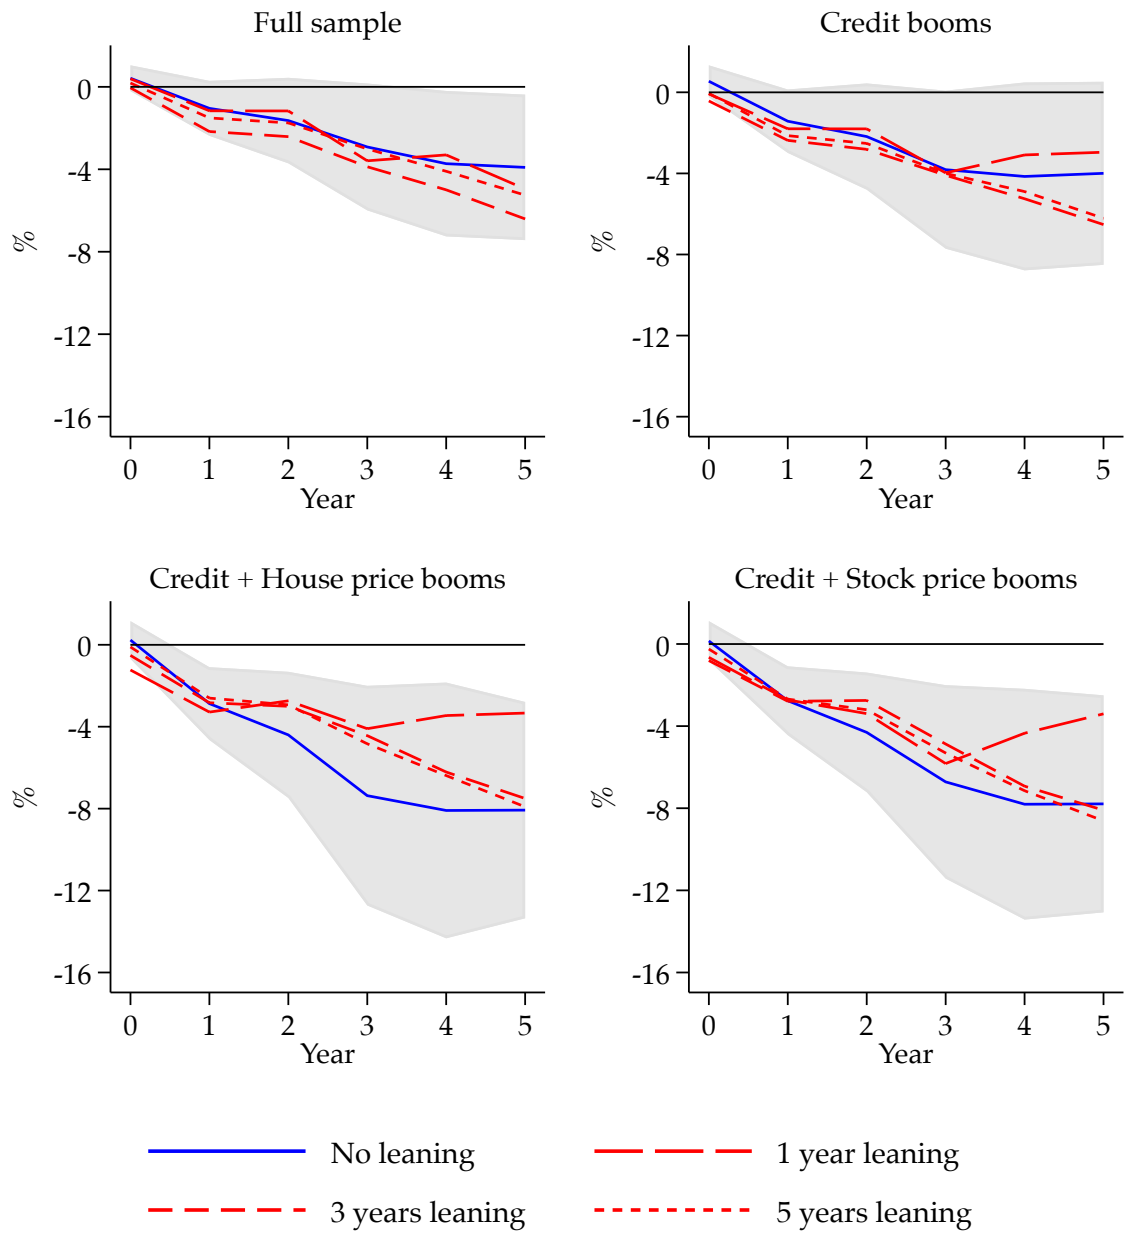 Full sample
0
-4
-8
-12
-16
%
0 1 2 3 4 5
Year
Credit booms
0
-4
-8
-12
-16
%
0 1 2 3 4 5
Year
Credit + House price booms
0
-4
-8
-12
-16
%
0 1 2 3 4 5
Year
Credit + Stock price booms
0
-4
-8
-12
-16
%
0 1 2 3 4 5
Year
No leaning
1 year leaning
3 years leaning
5 years leaning